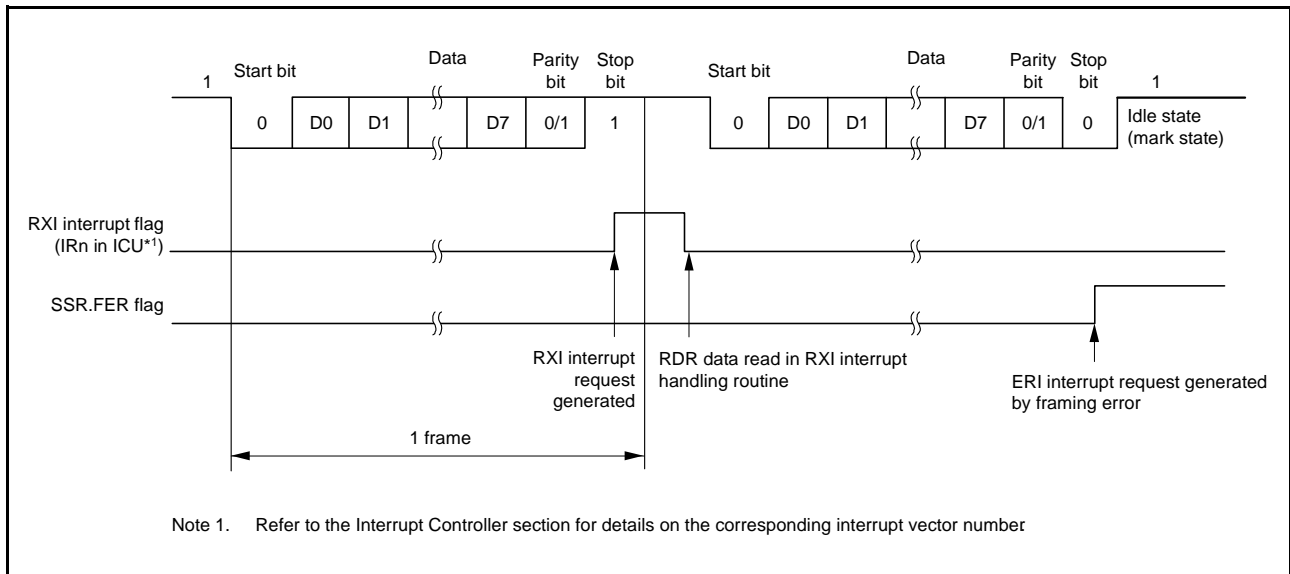 1
Start bit
Data
Parity bit
Stop bit
Start bit
Data
Parity bit
Stop bit
1
0 D0 D1 D7 0/1 1
0 D0 D1 D7 0/1 0
Idle state
(mark state)
RXI interrupt flag
(IRn in ICU*1)
SSR.FER flag
RXI interrupt
request
generated
RDR data read in RXI interrupt
handling routine
ERI interrupt request generated
by framing error
1 frame
Note 1. Refer to the Interrupt Controller section for details on the corresponding interrupt vector number